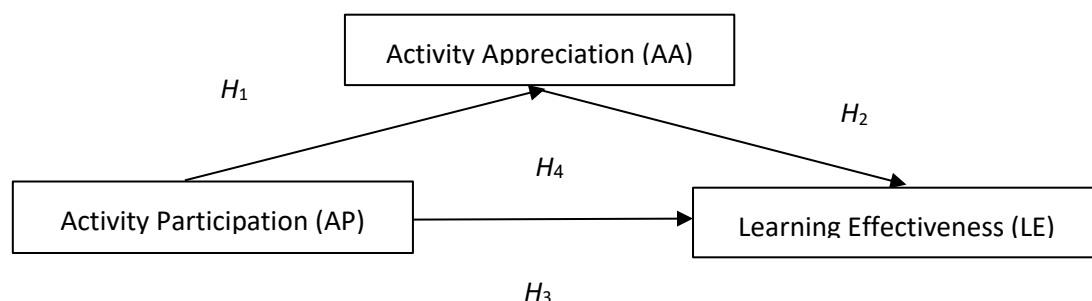 Activity Appreciation (AA)
H1
H2
H4
Activity Participation (AP)
Learning Effectiveness (LE)
H3